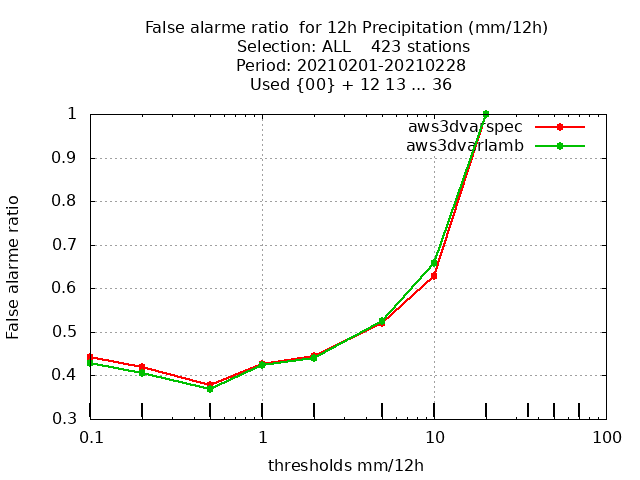 False alarme ratio  for 12h Precipitation (mm/12h)
Selection: ALL    423 stations
Period: 20210201-20210228
Used {00} + 12 13 ... 36
aws3dvarspec
aws3dvarlamb
False alarme ratio
1
0.9
0.8
0.7
0.6
0.5
0.4
0.3
0.1 1 10 100
thresholds mm/12h